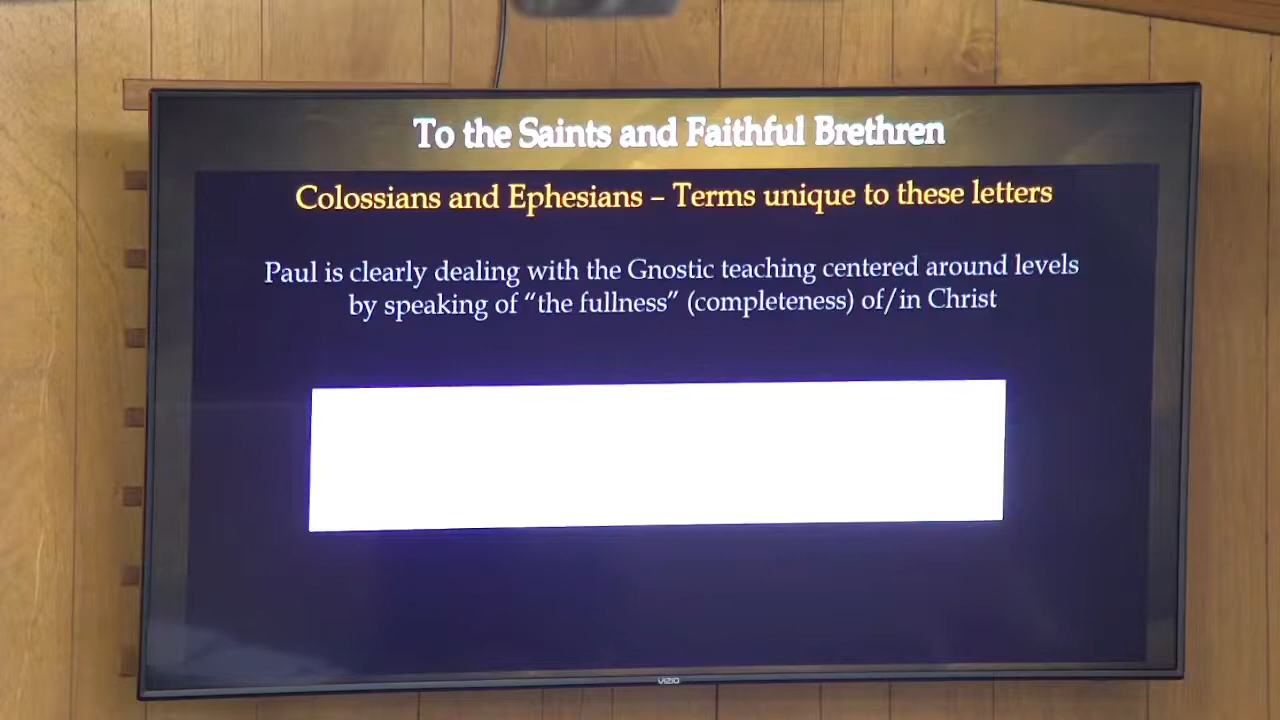 To the Saints and Faithful Brethren
Colossians and Ephesians – Terms unique to these letters
Paul is clearly dealing with the Gnostic teaching centered around levels
by speaking of “the fullness” (completeness) of/in Christ
VIZIO